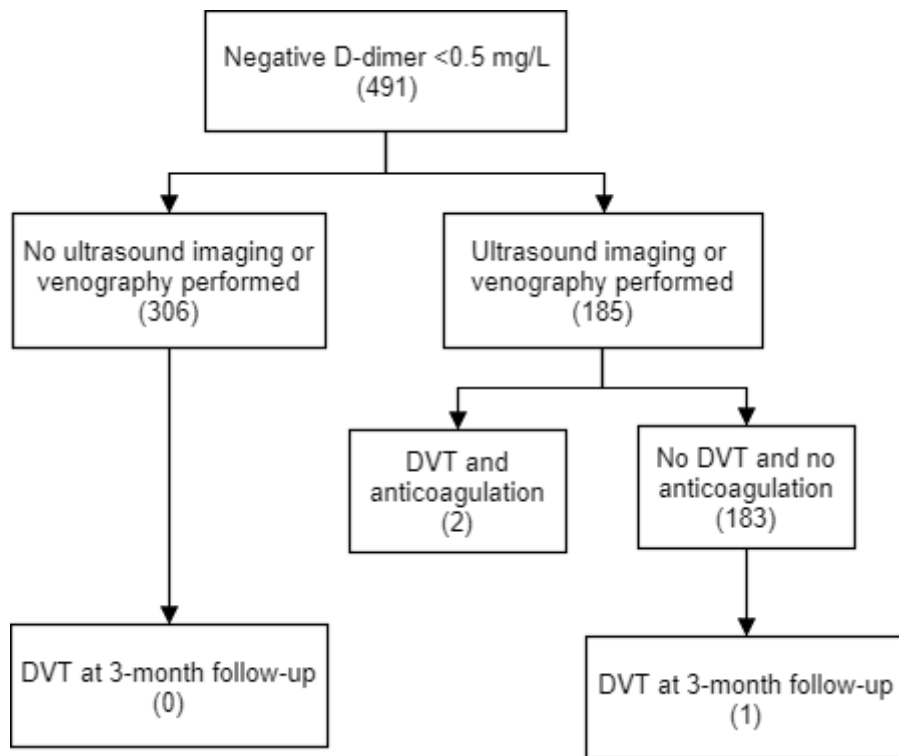 Negative D-dimer <0.5 mg/L
(491)
No ultrasound imaging or
venography performed
(306)
Ultrasound imaging or
venography performed
(185)
DVT and
anticoagulation
(2)
No DVT and no
anticoagulation
(183)
DVT at 3-month follow-up
(0)
DVT at 3-month follow-up
(1)